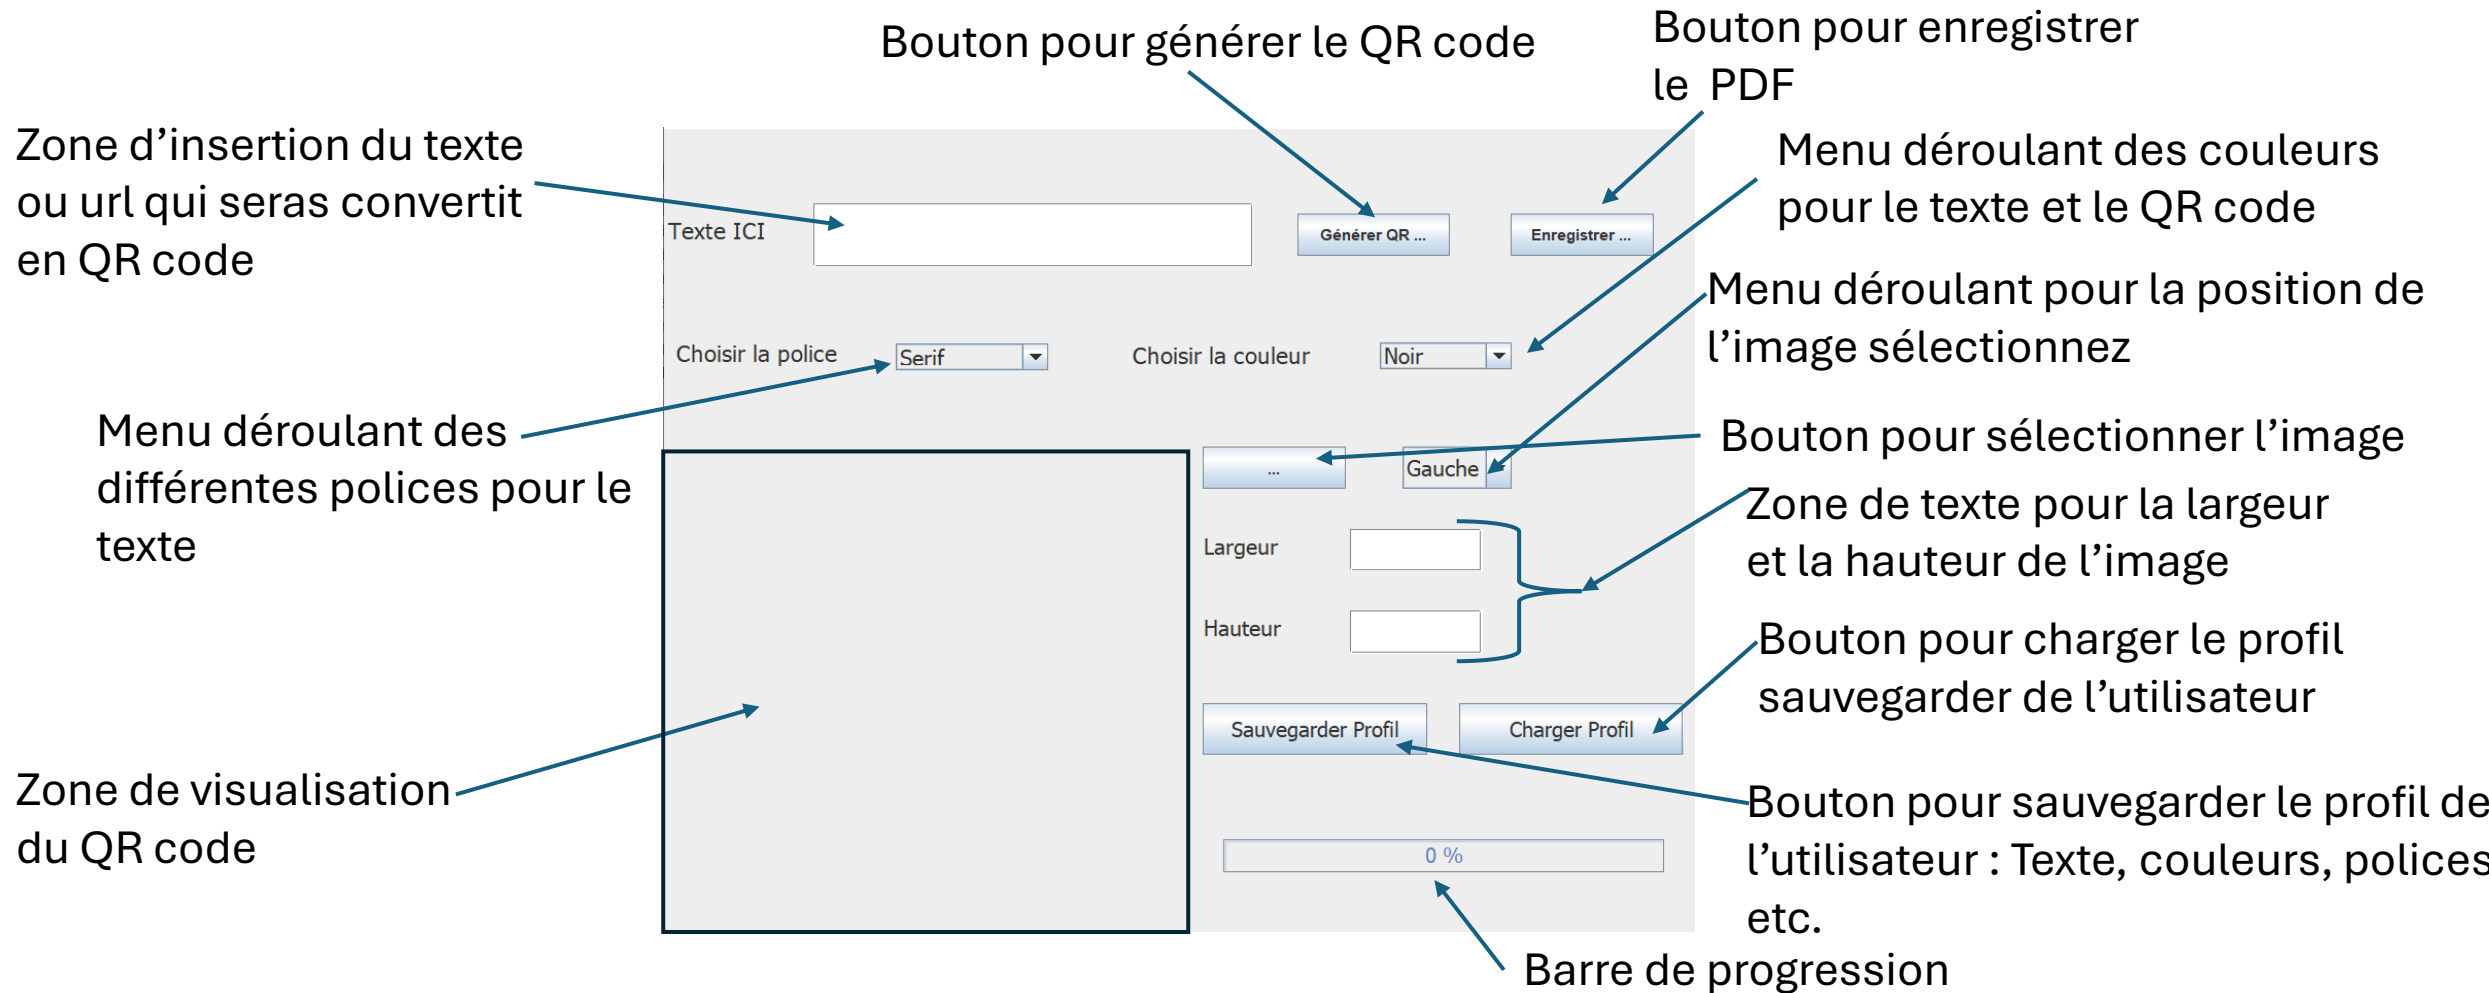 Bouton pour générer le QR code
Bouton pour enregistrer
le PDF
Zone d’insertion du texte
ou url qui seras convertit
en QR code
Menu déroulant des couleurs
pour le texte et le QR code
Texte ICI
Générer QR ...
Enregistrer ...
Menu déroulant pour la position de
l’image sélectionnez
Choisir la police
Serif
Choisir la couleur
Noir
Menu déroulant des
différentes polices pour le
texte
Bouton pour sélectionner l’image
...
Gauche
Zone de texte pour la largeur
et la hauteur de l’image
Largeur
Hauteur
Bouton pour charger le profil
sauvegarder de l’utilisateur
Sauvegarder Profil
Charger Profil
Zone de visualisation
du QR code
Bouton pour sauvegarder le profil de
l’utilisateur : Texte, couleurs, polices
etc.
0 %
Barre de progression